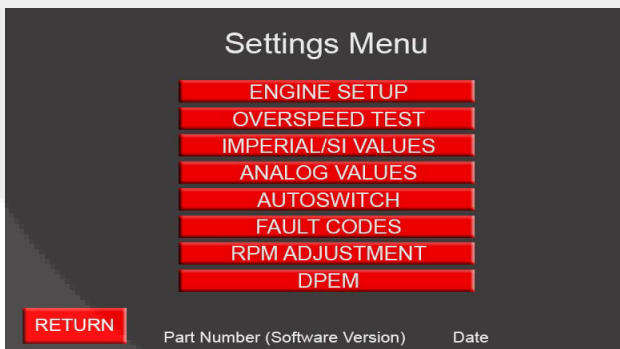 Settings Menu
ENGINE SETUP
OVERSPEED TEST
IMPERIAL/SI VALUES
ANALOG VALUES
AUTOSWITCH
FAULT CODES
RPM ADJUSTMENT
DPEM
RETURN
Part Number (Software Version) Date